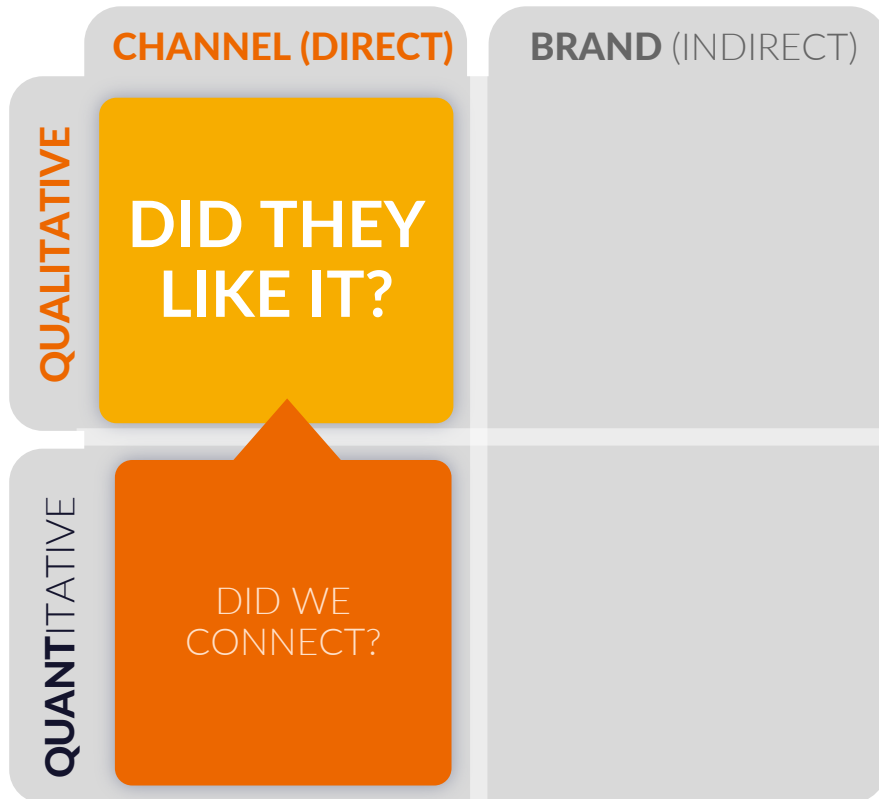 CHANNEL (DIRECT)
BRAND (INDIRECT)
QUALITATIVE
DID THEY
LIKE IT?
QUANTITATIVE
DID WE
CONNECT?